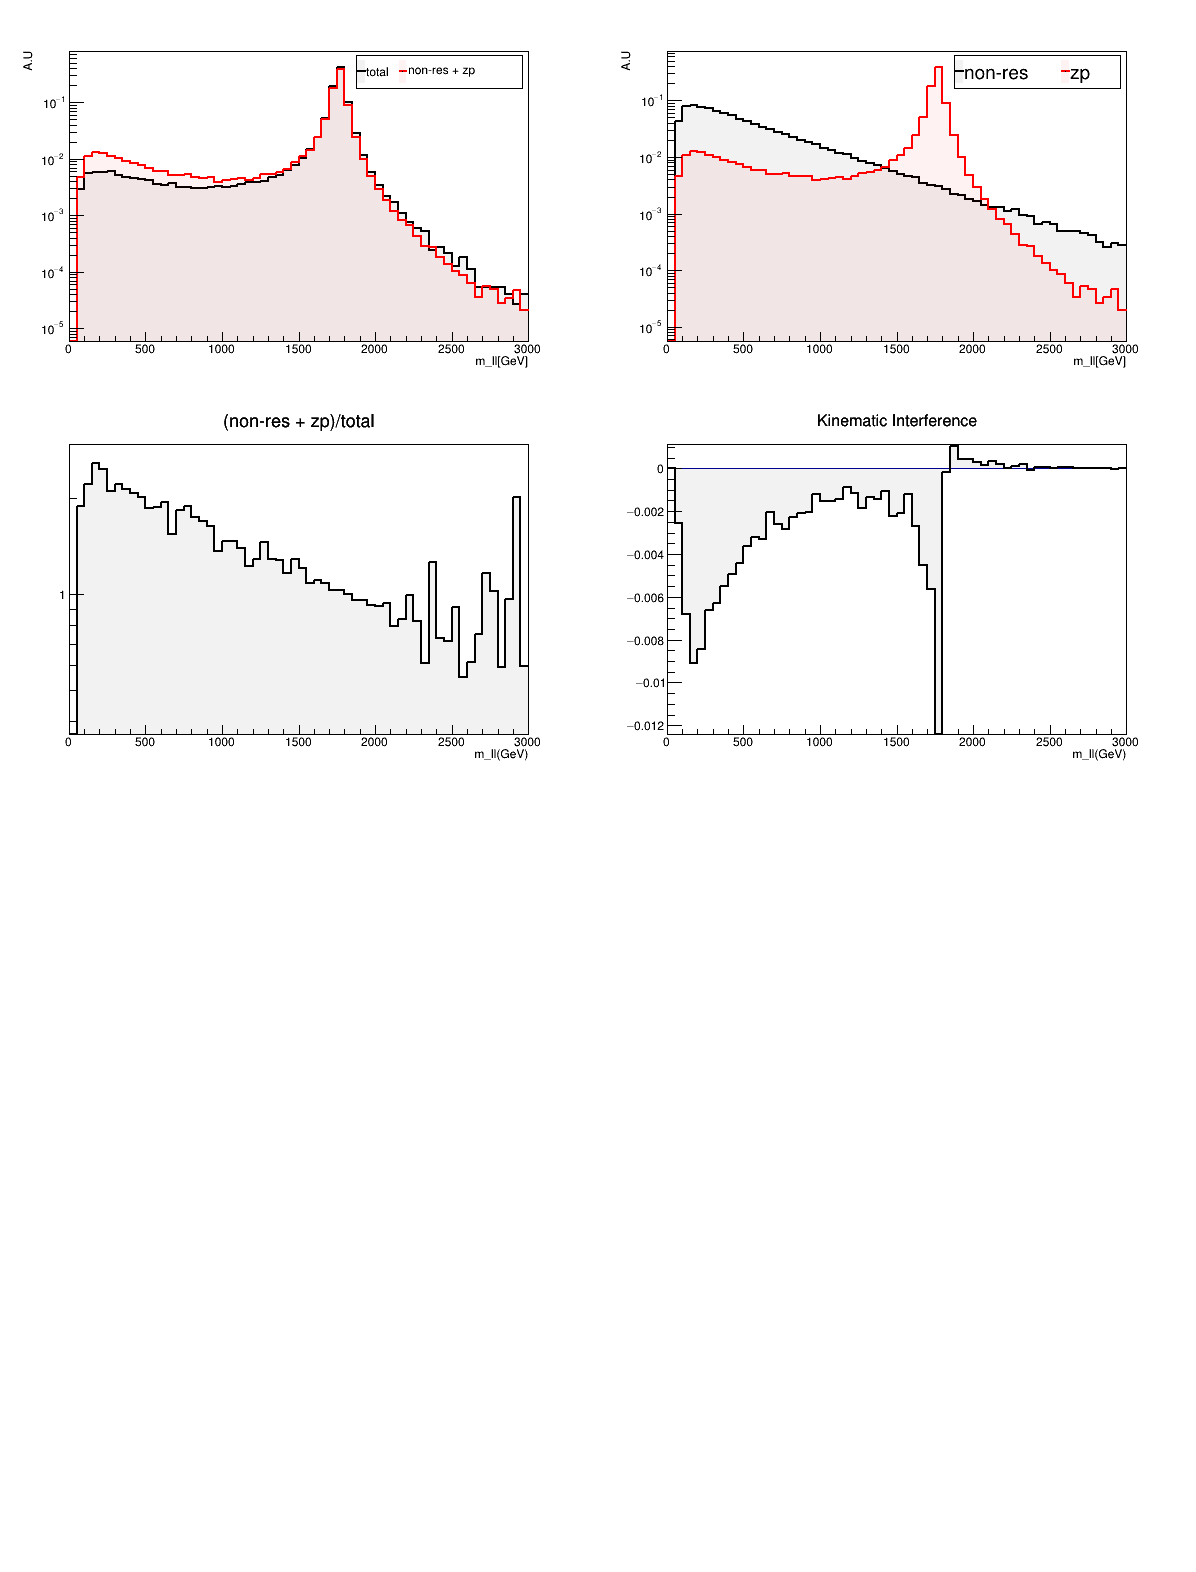 A.U
total
non-res + zp
10⁻¹
10⁻²
10⁻³
10⁻⁴
10⁻⁵
0 500 1000 1500 2000 2500 3000
m_ll[GeV]
A.U
non-res
zp
10⁻¹
10⁻²
10⁻³
10⁻⁴
10⁻⁵
0 500 1000 1500 2000 2500 3000
m_ll[GeV]
(non-res + zp)/total
1
0 500 1000 1500 2000 2500 3000
m_ll(GeV)
Kinematic Interference
0
−0.002
−0.004
−0.006
−0.008
−0.01
−0.012
0 500 1000 1500 2000 2500 3000
m_ll(GeV)